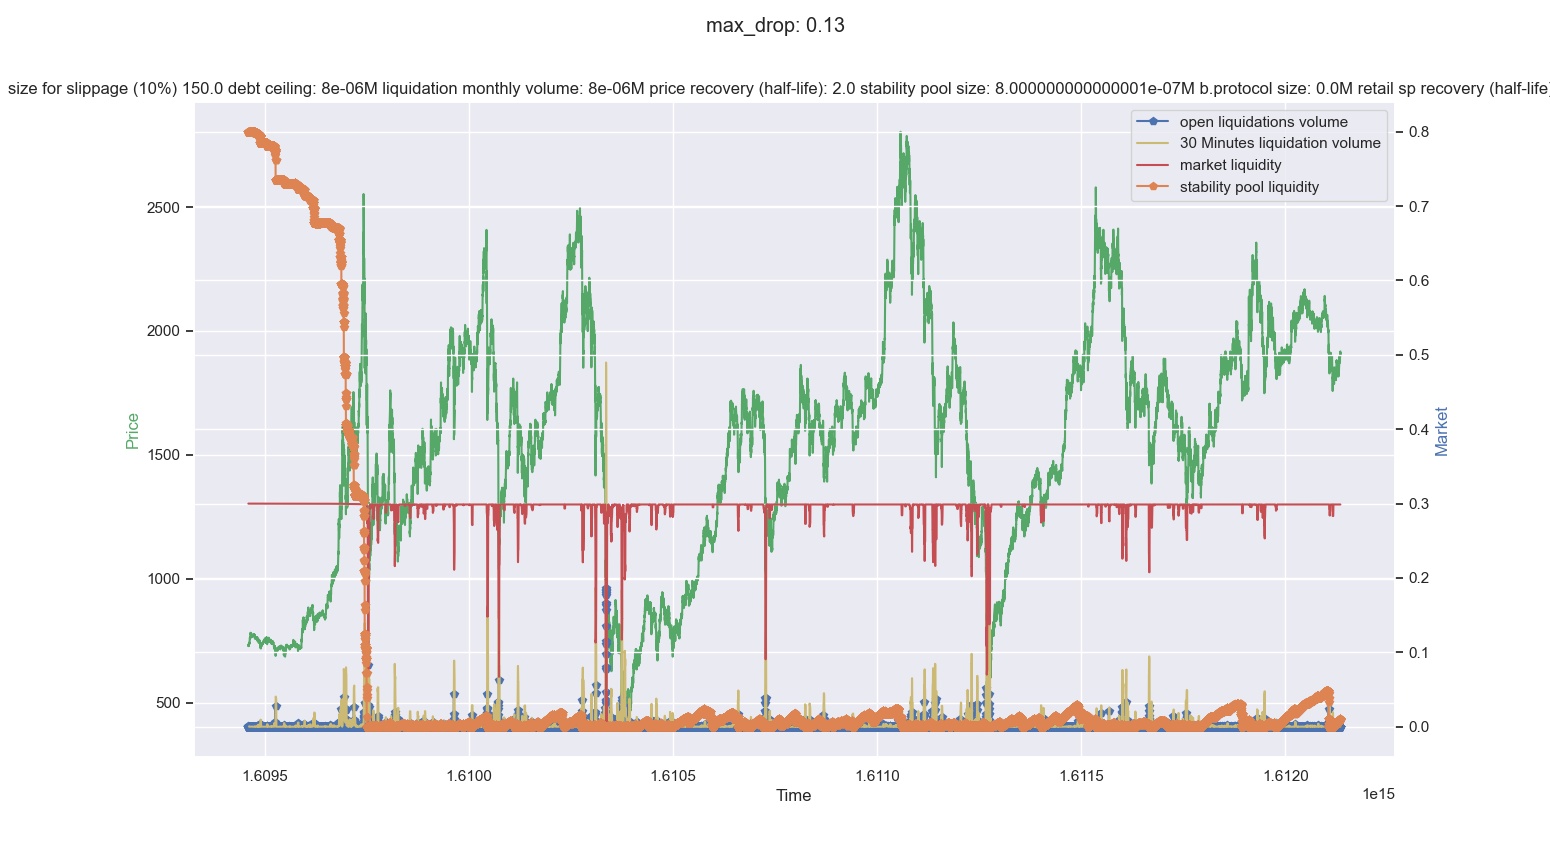 max_drop: 0.13
size for slippage (10%) 150.0 debt ceiling: 8e-06M liquidation monthly volume: 8e-06M price recovery (half-life): 2.0 stability pool size: 8.000000000000001e-07M b.protocol size: 0.0M retail sp recovery (half-life)
open liquidations volume
30 Minutes liquidation volume
market liquidity
stability pool liquidity
2500
2000
1500
1000
500
Price
0.8
0.7
0.6
0.5
0.4
0.3
0.2
0.1
0.0
Market
1.6095
1.6100
1.6105
1.6110
1.6115
1.6120
1e15
Time